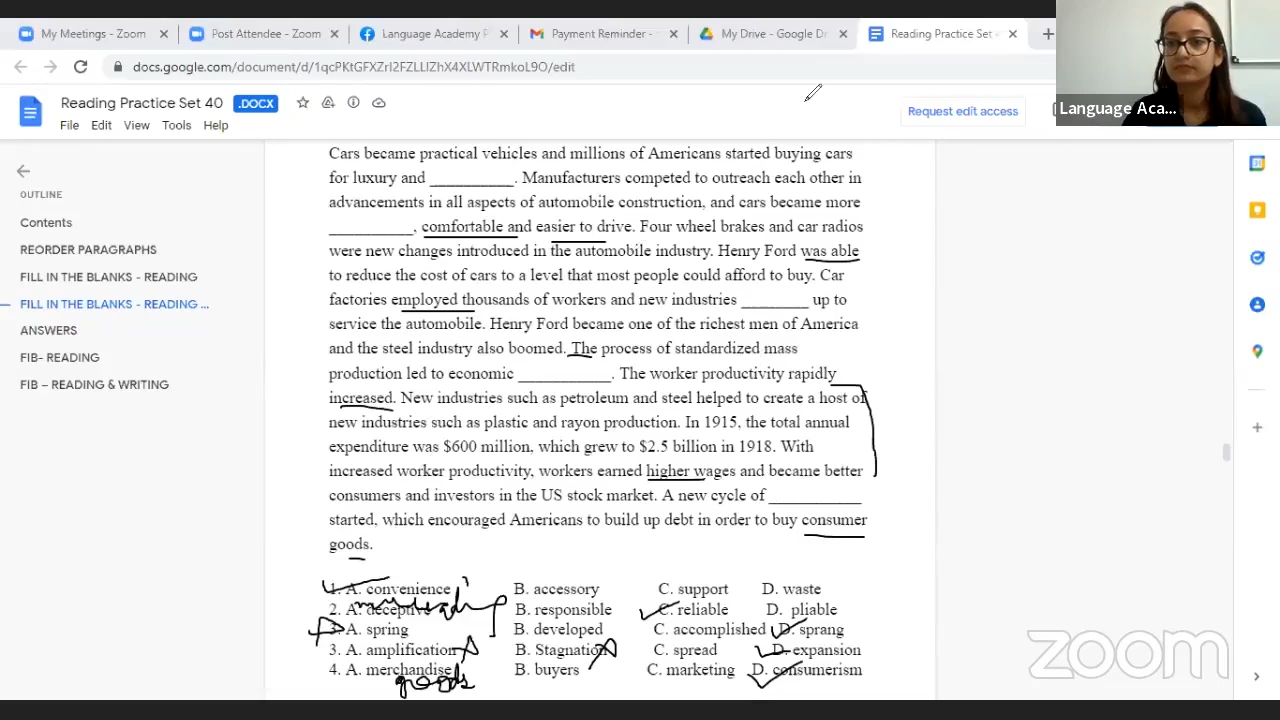 My Meetings - Zoom
Post Attendee - Zoom
Language Academy P
Payment Reminder -
My Drive - Google Dr
Reading Practice Set
docs.google.com/document/d/1qcPKtGFXZrI2FZLLIZhX4XLWTRmkoL9O/edit
Language Aca...
Reading Practice Set 40 .DOCX
Request edit access
File Edit View Tools Help
OUTLINE
Contents
REORDER PARAGRAPHS
FILL IN THE BLANKS - READING
FILL IN THE BLANKS - READING ...
ANSWERS
FIB- READING
FIB – READING & WRITING
Cars became practical vehicles and millions of Americans started buying cars
for luxury and ___________. Manufacturers competed to outreach each other in
advancements in all aspects of automobile construction, and cars became more
__________, comfortable and easier to drive. Four wheel brakes and car radios
were new changes introduced in the automobile industry. Henry Ford was able
to reduce the cost of cars to a level that most people could afford to buy. Car
factories employed thousands of workers and new industries ________ up to
service the automobile. Henry Ford became one of the richest men of America
and the steel industry also boomed. The process of standardized mass
production led to economic ___________. The worker productivity rapidly
increased. New industries such as petroleum and steel helped to create a host of
new industries such as plastic and rayon production. In 1915, the total annual
expenditure was $600 million, which grew to $2.5 billion in 1918. With
increased worker productivity, workers earned higher wages and became better
consumers and investors in the US stock market. A new cycle of ___________
started, which encouraged Americans to build up debt in order to buy consumer
goods.
1. A. convenience B. accessory C. support D. waste
2. A. deceptive B. responsible C. reliable D. pliable
3. A. spring B. developed C. accomplished D. sprang
3. A. amplification B. Stagnation C. spread D. expansion
4. A. merchandise B. buyers C. marketing D. consumerism
goods
zoom